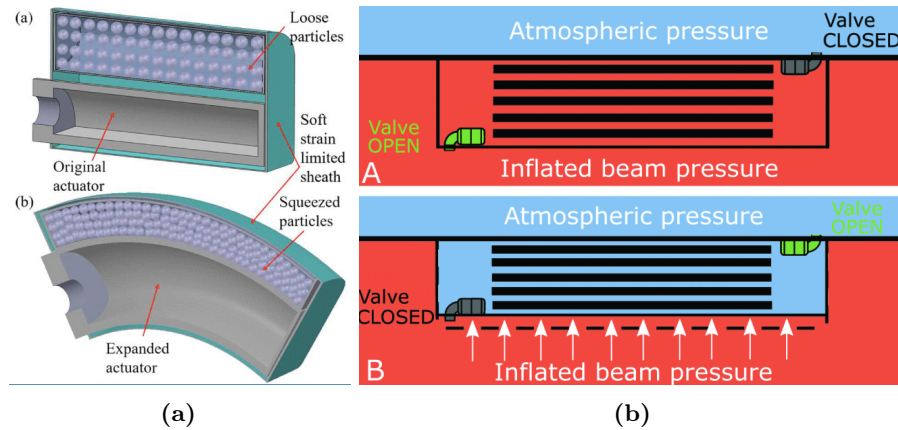 (a)
Loose
particles
Original
actuator
Soft
strain
limited
sheath
(b)
Squeezed
particles
Expanded
actuator
(a)
Atmospheric pressure
Valve
CLOSED
Valve
OPEN
A
Inflated beam pressure
Atmospheric pressure
Valve
OPEN
Valve
CLOSED
B
Inflated beam pressure
(b)